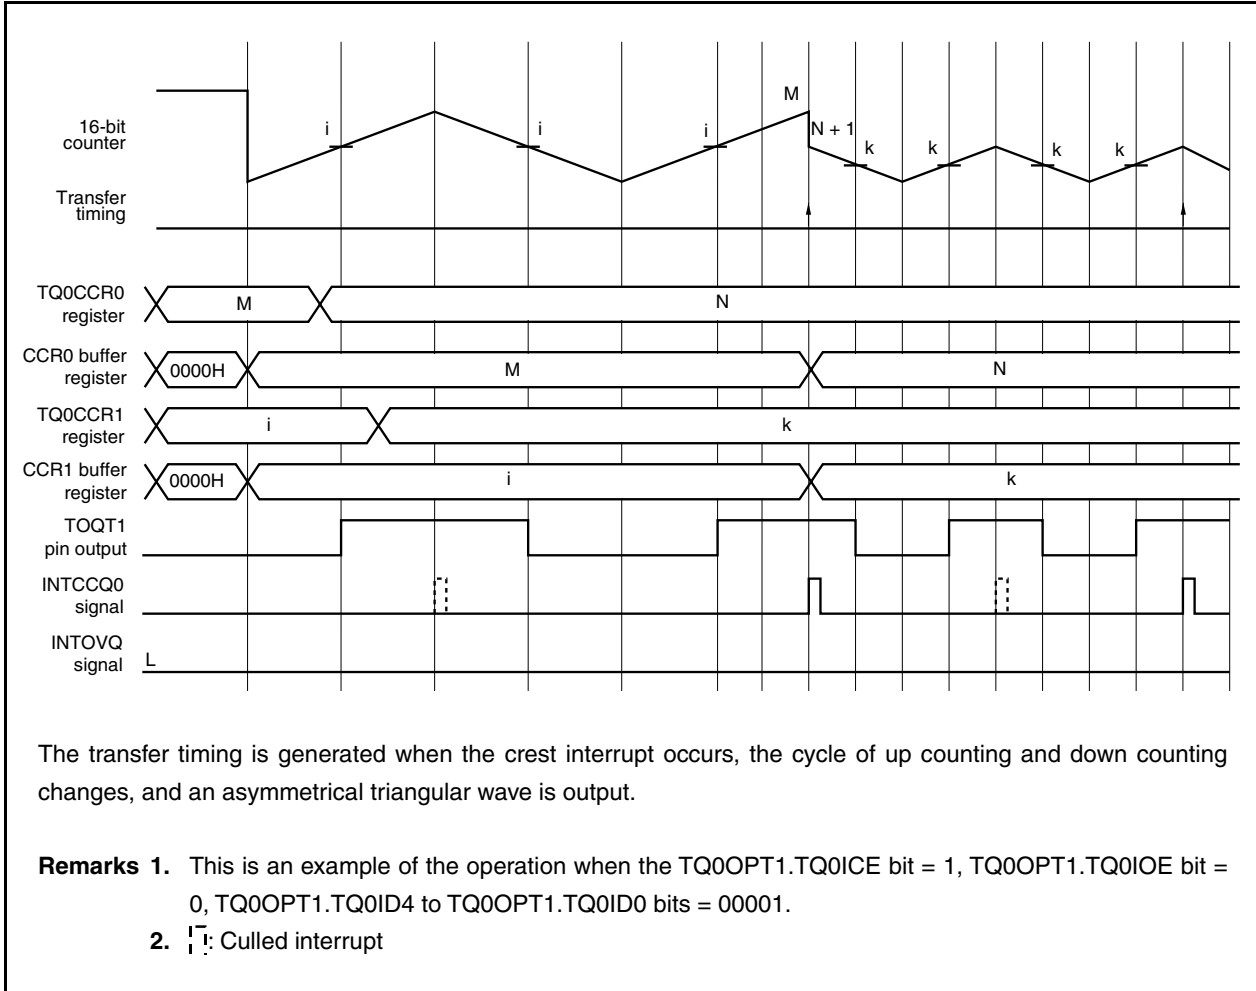 M
16-bit
counter
i
i
i
N + 1
k
k
k
k
Transfer
timing
TQ0CCR0
register
M
N
CCR0 buffer
register
0000H
M
N
TQ0CCR1
register
i
k
CCR1 buffer
register
0000H
i
k
TOQT1
pin output
INTCCQ0
signal
INTOVQ
signal
L
The transfer timing is generated when the crest interrupt occurs, the cycle of up counting and down counting
changes, and an asymmetrical triangular wave is output.
Remarks 1. This is an example of the operation when the TQ0OPT1.TQ0ICE bit = 1, TQ0OPT1.TQ0IOE bit =
0, TQ0OPT1.TQ0ID4 to TQ0OPT1.TQ0ID0 bits = 00001.
2. : Culled interrupt